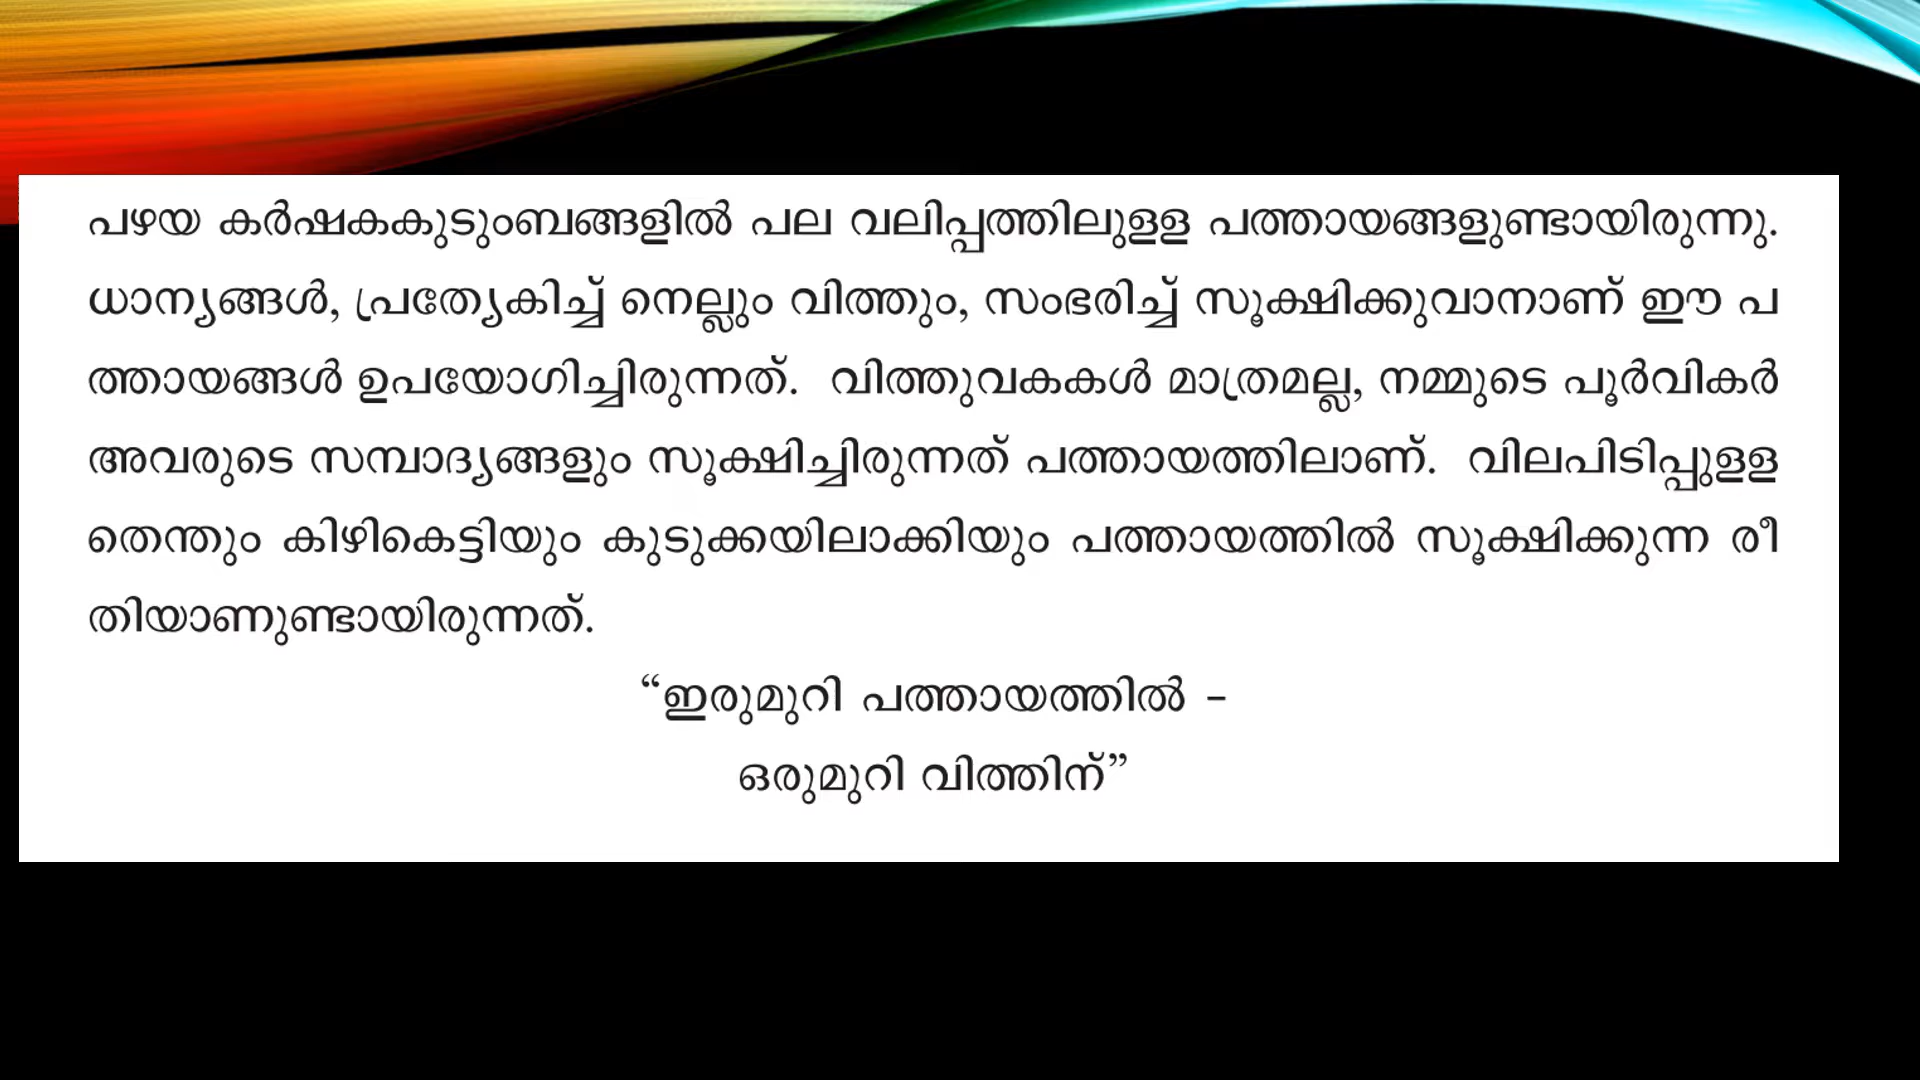 പഴയ കർഷകകുടുംബങ്ങളിൽ പല വലിപ്പത്തിലുള്ള പത്തായങ്ങളുണ്ടായിരുന്നു.
ധാന്യങ്ങൾ, പ്രത്യേകിച്ച് നെല്ലും വിത്തും, സംഭരിച്ച് സൂക്ഷിക്കുവാനാണ് ഈ പ
ത്തായങ്ങൾ ഉപയോഗിച്ചിരുന്നത്. വിത്തുവകകൾ മാത്രമല്ല, നമ്മുടെ പൂർവികർ
അവരുടെ സമ്പാദ്യങ്ങളും സൂക്ഷിച്ചിരുന്നത് പത്തായത്തിലാണ്. വിലപിടിപ്പുള്ള
തെന്തും കിഴികെട്ടിയും കുടുക്കയിലാക്കിയും പത്തായത്തിൽ സൂക്ഷിക്കുന്ന രീ
തിയാണുണ്ടായിരുന്നത്.
“ഇരുമുറി പത്തായത്തിൽ –
ഒരുമുറി വിത്തിന്”